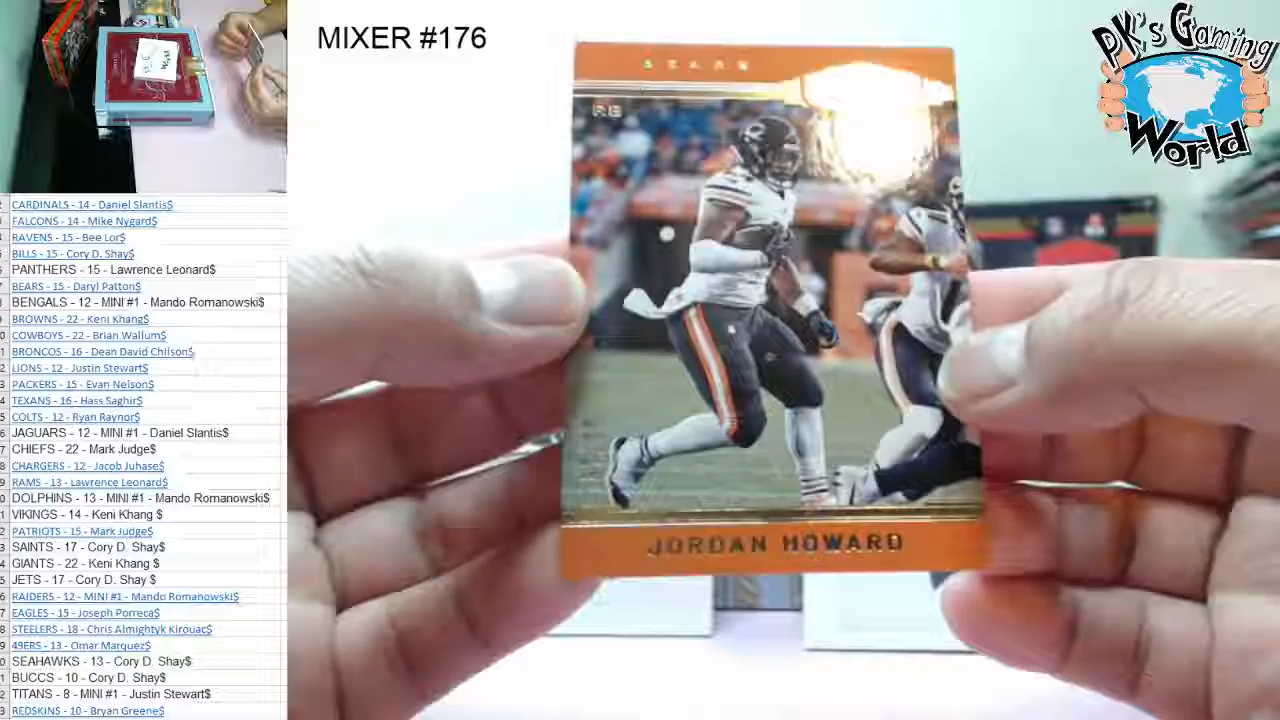 MIXER #176
PK's Gaming
World
BEARS
RB
JORDAN HOWARD
CARDINALS - 14 - Daniel Slantis$
FALCONS - 14 - Mike Nygard$
RAVENS - 15 - Bee Lor$
BILLS - 15 - Cory D. Shay$
PANTHERS - 15 - Lawrence Leonard$
BEARS - 15 - Daryl Patton$
BENGALS - 12 - MINI #1 - Mando Romanowski$
BROWNS - 22 - Keni Khang$
COWBOYS - 22 - Brian Wallum$
BRONCOS - 16 - Dean David Chilson$
LIONS - 12 - Justin Stewart$
PACKERS - 15 - Evan Nelson$
TEXANS - 16 - Hass Saghir$
COLTS - 12 - Ryan Raynor$
JAGUARS - 12 - MINI #1 - Daniel Slantis$
CHIEFS - 22 - Mark Judge$
CHARGERS - 12 - Jacob Juhase$
RAMS - 13 - Lawrence Leonard$
DOLPHINS - 13 - MINI #1 - Mando Romanowski$
VIKINGS - 14 - Keni Khang $
PATRIOTS - 15 - Mark Judge$
SAINTS - 17 - Cory D. Shay$
GIANTS - 22 - Keni Khang $
JETS - 17 - Cory D. Shay $
RAIDERS - 12 - MINI #1 - Mando Romanowski$
EAGLES - 15 - Joseph Porreca$
STEELERS - 18 - Chris Almightyk Kirouac$
49ERS - 13 - Omar Marquez$
SEAHAWKS - 13 - Cory D. Shay$
BUCCS - 10 - Cory D. Shay$
TITANS - 8 - MINI #1 - Justin Stewart$
REDSKINS - 10 - Bryan Greene$